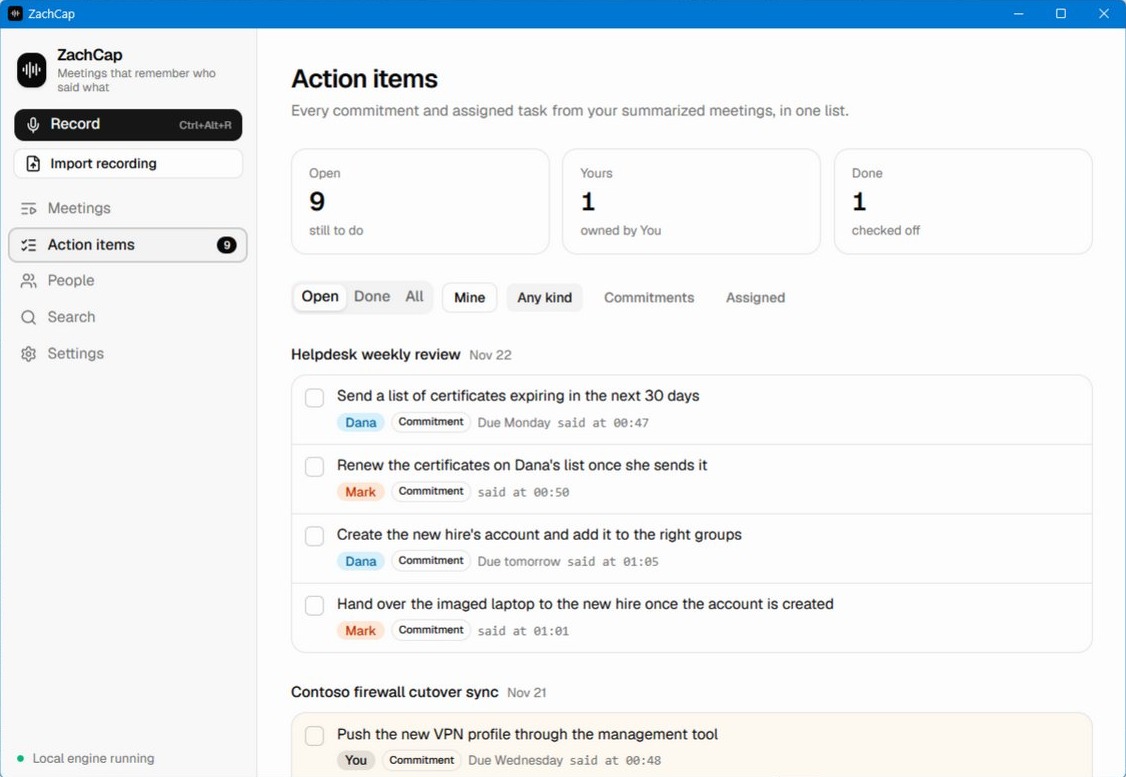 ZachCap
ZachCap
Meetings that remember who
said what
Record Ctrl+Alt+R
Import recording
Meetings
Action items 9
People
Search
Settings
Local engine running
Action items
Every commitment and assigned task from your summarized meetings, in one list.
Open
9
still to do
Yours
1
owned by You
Done
1
checked off
Open Done All Mine Any kind Commitments Assigned
Helpdesk weekly review Nov 22
Send a list of certificates expiring in the next 30 days
Dana Commitment Due Monday said at 00:47
Renew the certificates on Dana's list once she sends it
Mark Commitment said at 00:50
Create the new hire's account and add it to the right groups
Dana Commitment Due tomorrow said at 01:05
Hand over the imaged laptop to the new hire once the account is created
Mark Commitment said at 01:01
Contoso firewall cutover sync Nov 21
Push the new VPN profile through the management tool
You Commitment Due Wednesday said at 00:48